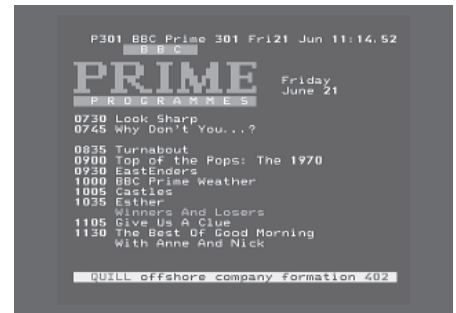 P301 BBC Prime 301 Fri21 Jun 11:14.52
BBC
PRIME
PROGRAMMES
Friday
June 21
0730 Look Sharp
0745 Why Don't You...?
0835 Turnabout
0900 Top of the Pops: The 1970
0930 EastEnders
1000 BBC Prime Weather
1005 Castles
1035 Esther
Winners And Losers
1105 Give Us A Clue
1130 The Best Of Good Morning
With Anne And Nick
QUILL offshore company formation 402